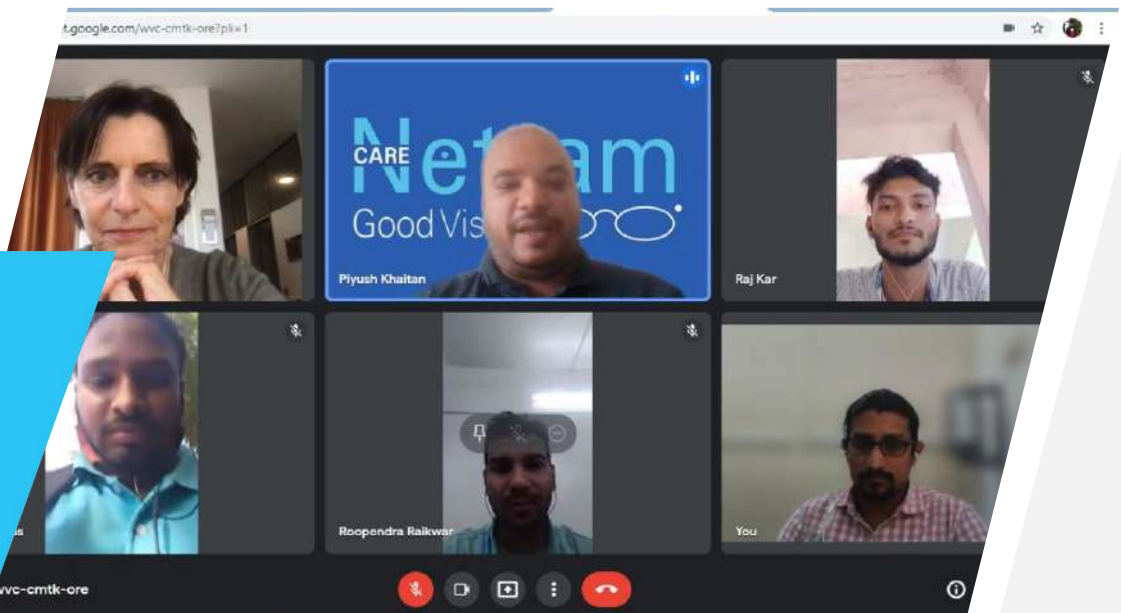 t.google.com/wvc-cmtk-ore?pli=1
CARE
Net am
Good Vis
Piyush Khaitan
Raj Kar
as
Roopendra Raikwar
You
wvc-cmtk-ore